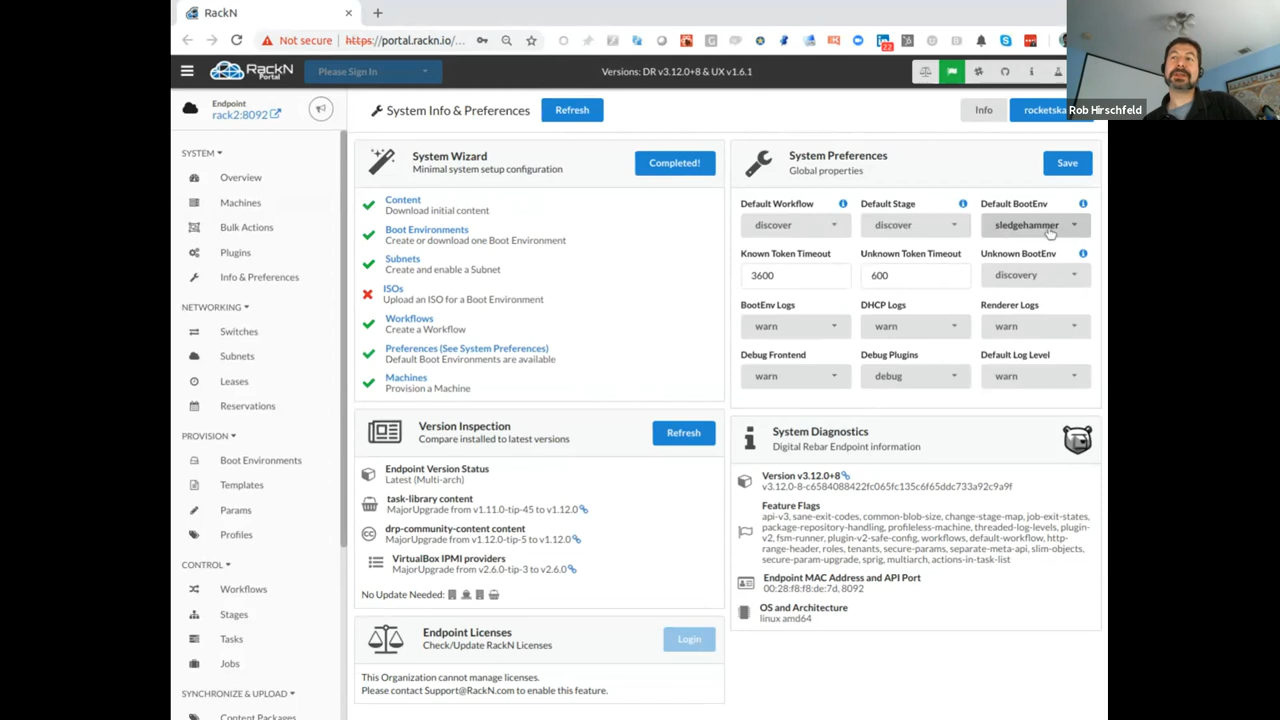 RackN
Not secure
https://portal.rackn.io/...
22
RackN
Portal
Please Sign In
Versions: DR v3.12.0+8 & UX v1.6.1
Rob Hirschfeld
Endpoint
rack2:8092
System Info & Preferences
Refresh
Info
rocketska
SYSTEM
Overview
Machines
Bulk Actions
Plugins
Info & Preferences
NETWORKING
Switches
Subnets
Leases
Reservations
PROVISION
Boot Environments
Templates
Params
Profiles
CONTROL
Workflows
Stages
Tasks
Jobs
SYNCHRONIZE & UPLOAD
Content Packages
System Wizard
Minimal system setup configuration
Completed!
Content
Download initial content
Boot Environments
Create or download one Boot Environment
Subnets
Create and enable a Subnet
ISOs
Upload an ISO for a Boot Environment
Workflows
Create a Workflow
Preferences (See System Preferences)
Default Boot Environments are available
Machines
Provision a Machine
System Preferences
Global properties
Save
Default Workflow
Default Stage
Default BootEnv
discover
discover
sledgehammer
Known Token Timeout
Unknown Token Timeout
Unknown BootEnv
3600
600
discovery
BootEnv Logs
DHCP Logs
Renderer Logs
warn
warn
warn
Debug Frontend
Debug Plugins
Default Log Level
warn
debug
warn
Version Inspection
Compare installed to latest versions
Refresh
Endpoint Version Status
Latest (Multi-arch)
task-library content
MajorUpgrade from v1.11.0-tip-45 to v1.12.0
drp-community-content content
MajorUpgrade from v1.12.0-tip-5 to v1.12.0
VirtualBox IPMI providers
MajorUpgrade from v2.6.0-tip-3 to v2.6.0
No Update Needed:
System Diagnostics
Digital Rebar Endpoint information
Version v3.12.0+8
v3.12.0-8-c6584088422fc065fc135c6f65ddc733a92c9a9f
Feature Flags
api-v3, sane-exit-codes, common-blob-size, change-stage-map, job-exit-states,
package-repository-handling, profileless-machine, threaded-log-levels, plugin-
v2, fsm-runner, plugin-v2-safe-config, workflows, default-workflow, http-
range-header, roles, tenants, secure-params, separate-meta-api, slim-objects,
secure-param-upgrade, sprig, multiarch, actions-in-task-list
Endpoint MAC Address and API Port
00:28:f8:f8:de:7d, 8092
OS and Architecture
linux amd64
Endpoint Licenses
Check/Update RackN Licenses
Login
This Organization cannot manage licenses.
Please contact Support@RackN.com to enable this feature.